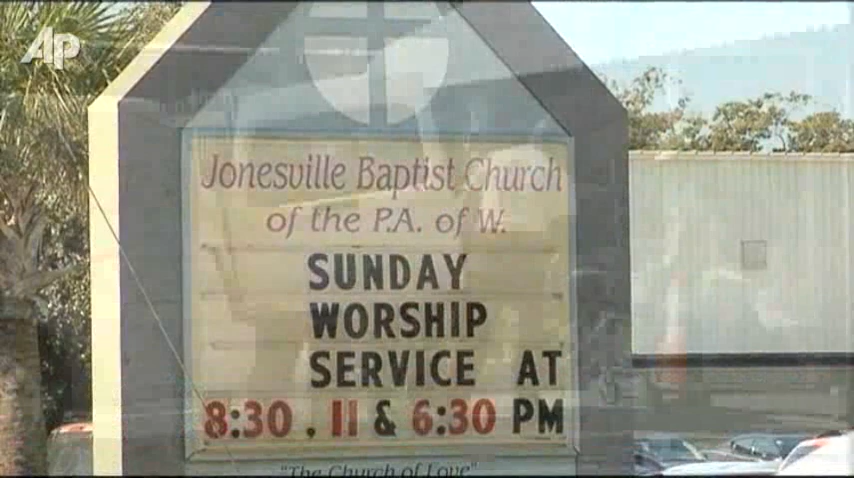 AP
Jonesville Baptist Church
of the P.A. of W.
SUNDAY
WORSHIP
SERVICE AT
8:30 . 11 & 6:30 PM
"The Church of Love"